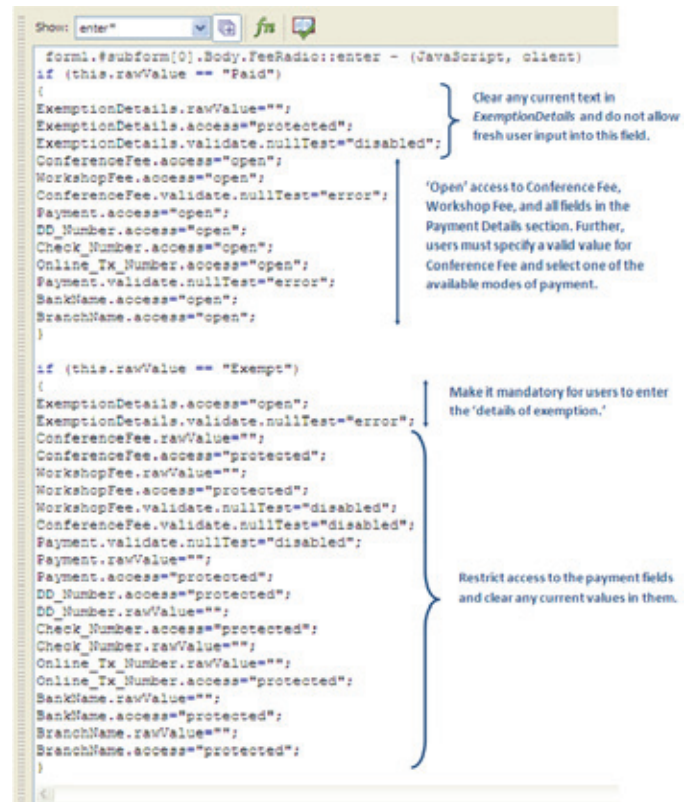 Show: enter*
fn
form1.#subform[0].Body.FeeRadio::enter - (JavaScript, client)
if (this.rawValue == "Paid")
{
ExemptionDetails.rawValue="";
ExemptionDetails.access="protected";
ExemptionDetails.validate.nullTest="disabled";
ConferenceFee.access="open";
WorkshopFee.access="open";
ConferenceFee.validate.nullTest="error";
Payment.access="open";
DD_Number.access="open";
Check_Number.access="open";
Online_Tx_Number.access="open";
Payment.validate.nullTest="error";
BankName.access="open";
BranchName.access="open";
}
Clear any current text in
ExemptionDetails and do not allow
fresh user input into this field.
'Open' access to Conference Fee,
Workshop Fee, and all fields in the
Payment Details section. Further,
users must specify a valid value for
Conference Fee and select one of the
available modes of payment.
if (this.rawValue == "Exempt")
{
ExemptionDetails.access="open";
ExemptionDetails.validate.nullTest="error";
ConferenceFee.rawValue="";
ConferenceFee.access="protected";
WorkshopFee.rawValue="";
WorkshopFee.access="protected";
WorkshopFee.validate.nullTest="disabled";
ConferenceFee.validate.nullTest="disabled";
Payment.validate.nullTest="disabled";
Payment.rawValue="";
Payment.access="protected";
DD_Number.access="protected";
DD_Number.rawValue="";
Check_Number.access="protected";
Check_Number.rawValue="";
Online_Tx_Number.rawValue="";
Online_Tx_Number.access="protected";
BankName.rawValue="";
BankName.access="protected";
BranchName.rawValue="";
BranchName.access="protected";
}
Make it mandatory for users to enter
the 'details of exemption.'
Restrict access to the payment fields
and clear any current values in them.